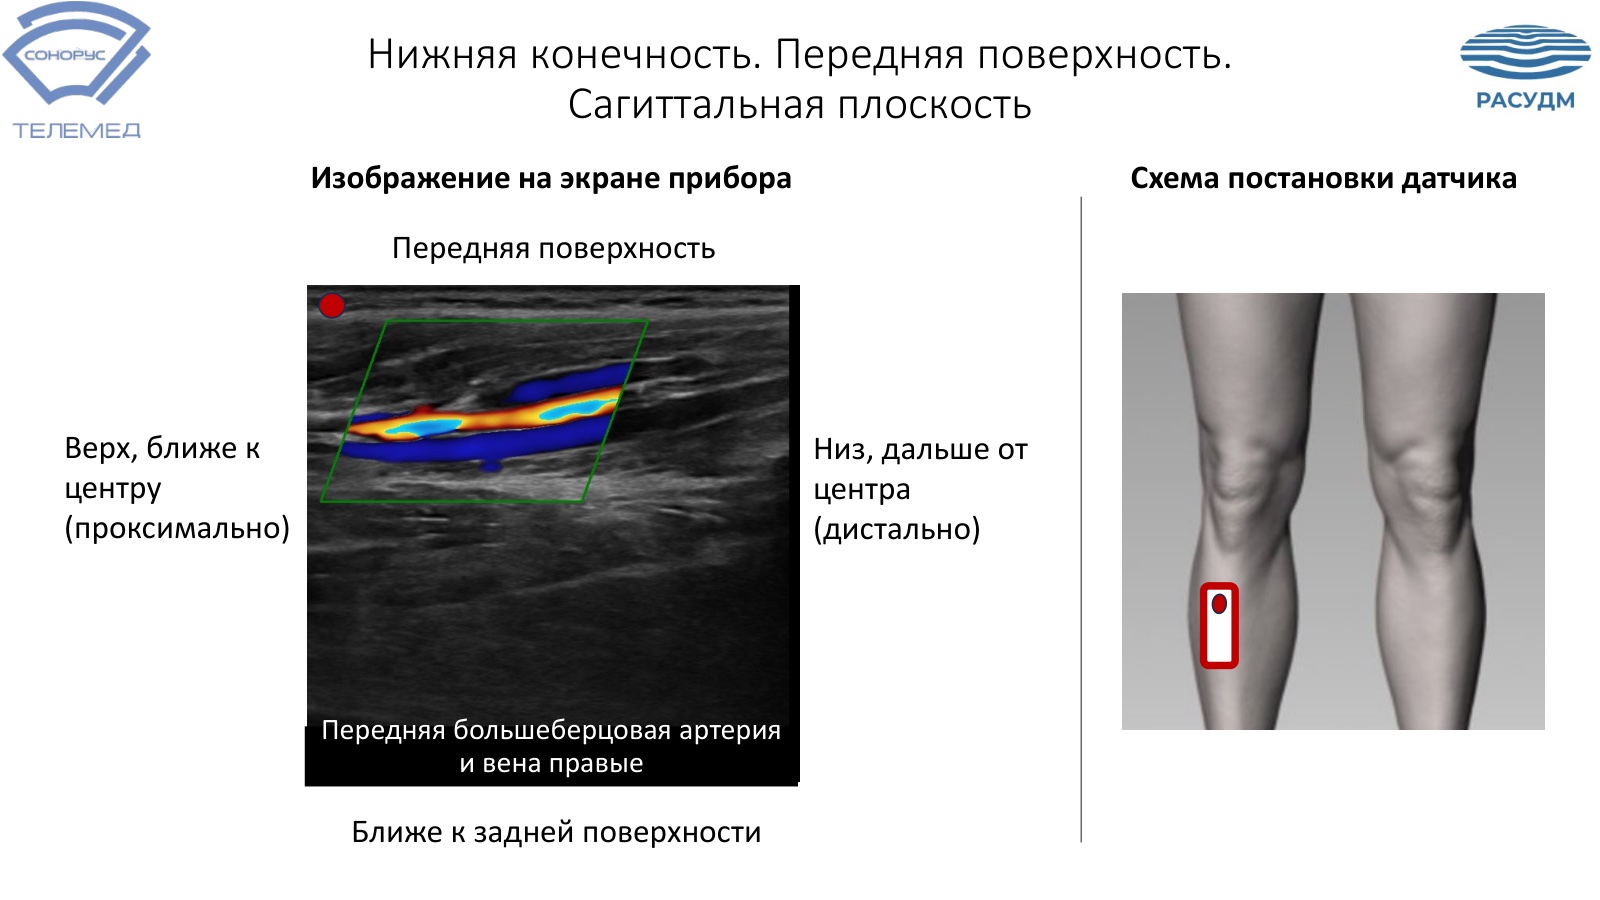 СОНОРУС
ТЕЛЕМЕД
Нижняя конечность. Передняя поверхность.
Сагиттальная плоскость
РАСУДМ
Изображение на экране прибора
Схема постановки датчика
Передняя поверхность
Верх, ближе к
центру
(проксимально)
Низ, дальше от
центра
(дистально)
Передняя большеберцовая артерия
и вена правые
Ближе к задней поверхности